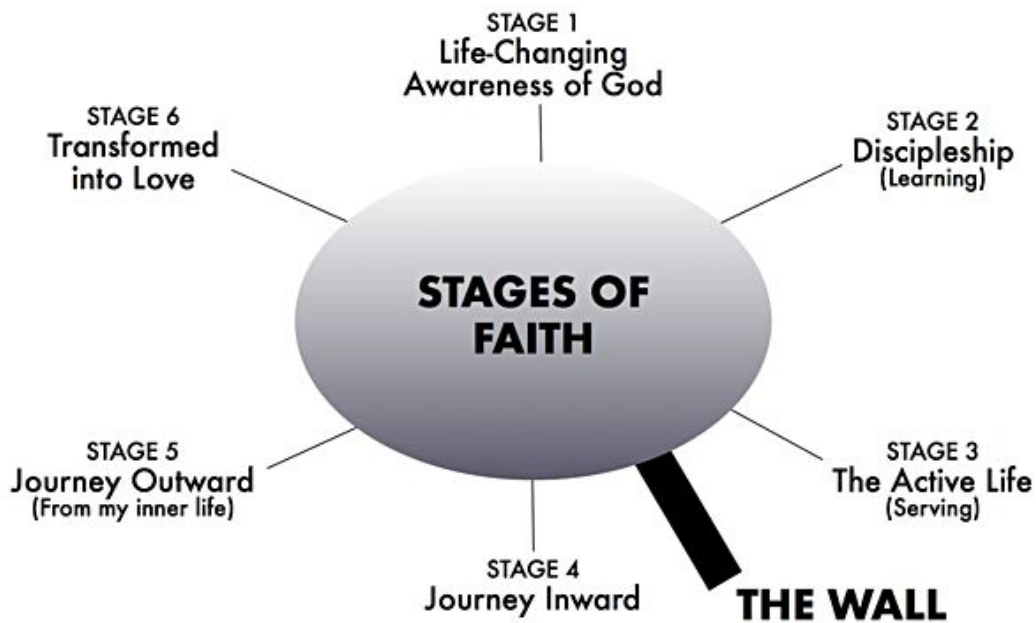 STAGE 1
Life-Changing
Awareness of God
STAGE 2
Discipleship
(Learning)
STAGE 3
The Active Life
(Serving)
THE WALL
STAGE 4
Journey Inward
STAGE 5
Journey Outward
(From my inner life)
STAGE 6
Transformed
into Love
STAGES OF
FAITH